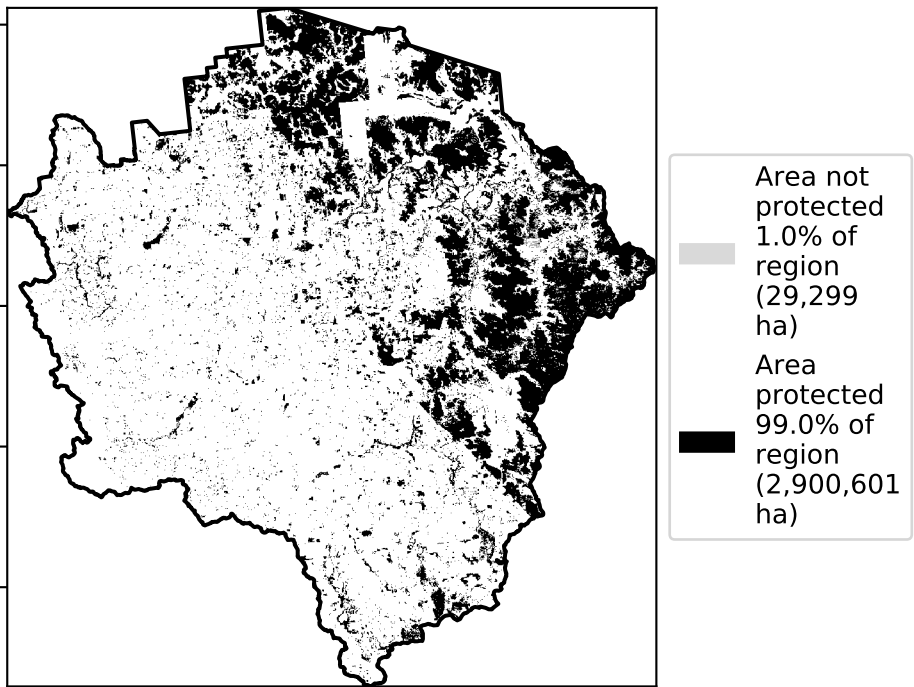 Area not
protected
1.0% of
region
(29,299
ha)
Area
protected
99.0% of
region
(2,900,601
ha)